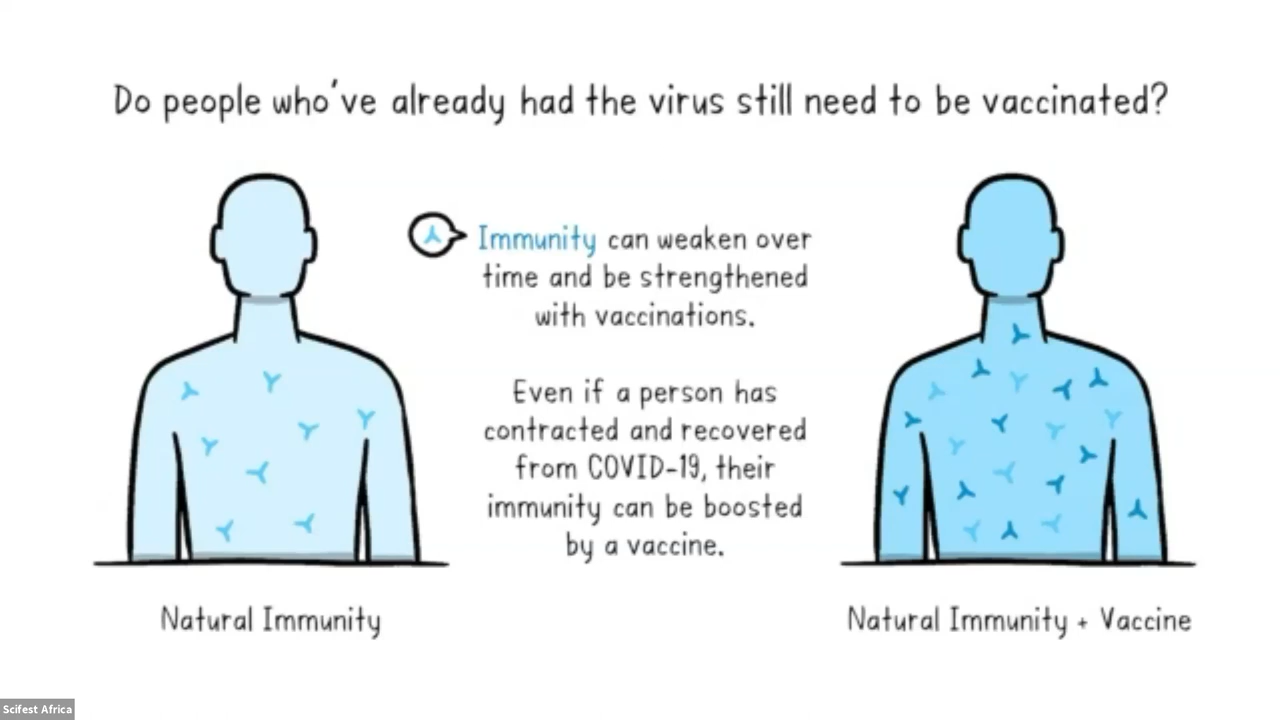 Do people who've already had the virus still need to be vaccinated?
Immunity can weaken over
time and be strengthened
with vaccinations.
Even if a person has
contracted and recovered
from COVID-19, their
immunity can be boosted
by a vaccine.
Natural Immunity
Natural Immunity + Vaccine
Scifest Africa